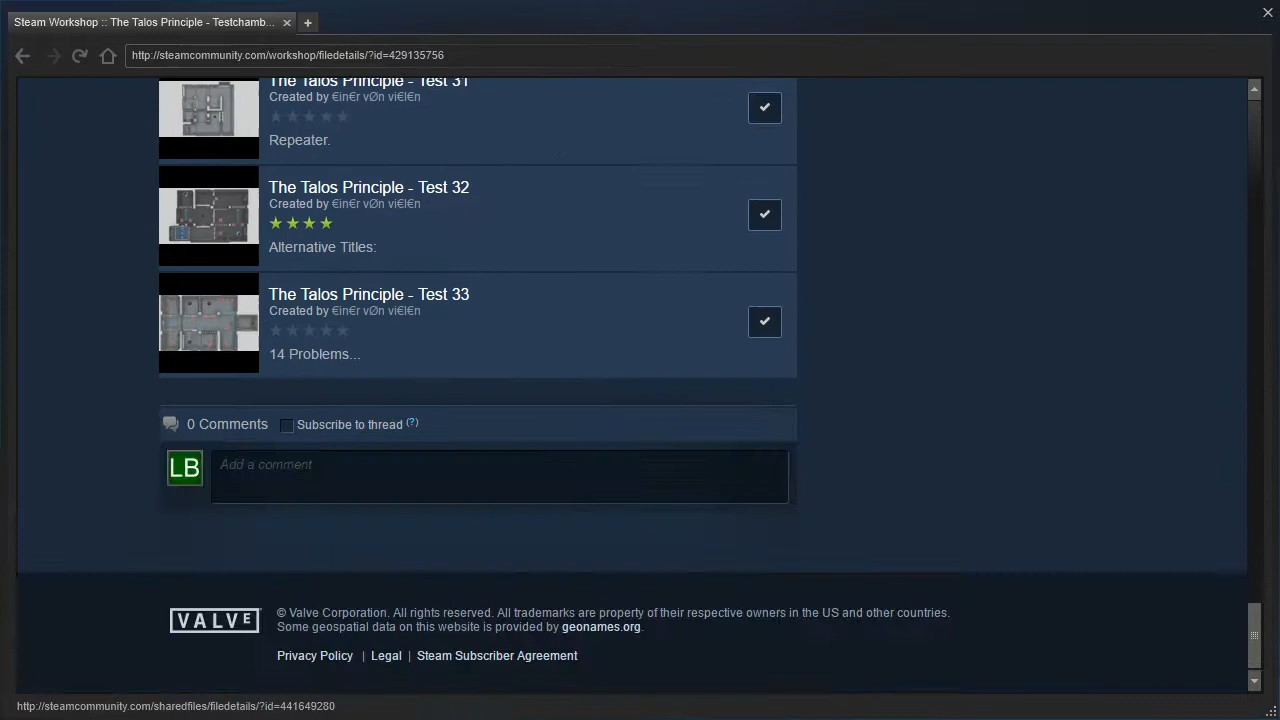 Steam Workshop :: The Talos Principle - Testchamb...
http://steamcommunity.com/workshop/filedetails/?id=429135756
The Talos Principle - Test 31
Created by €in€r vØn vi€l€n
Repeater.
The Talos Principle - Test 32
Created by €in€r vØn vi€l€n
Alternative Titles:
The Talos Principle - Test 33
Created by €in€r vØn vi€l€n
14 Problems...
0 Comments Subscribe to thread (?)
LB
Add a comment
VALVE
© Valve Corporation. All rights reserved. All trademarks are property of their respective owners in the US and other countries.
Some geospatial data on this website is provided by geonames.org.
Privacy Policy | Legal | Steam Subscriber Agreement
http://steamcommunity.com/sharedfiles/filedetails/?id=441649280